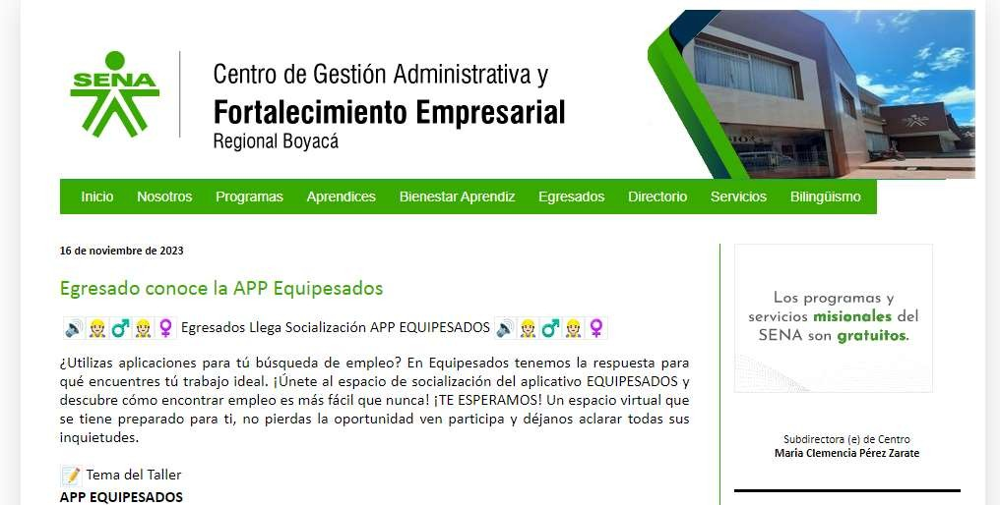 SENA
Centro de Gestión Administrativa y
Fortalecimiento Empresarial
Regional Boyacá
Inicio Nosotros Programas Aprendices Bienestar Aprendiz Egresados Directorio Servicios Bilingüismo
16 de noviembre de 2023
Egresado conoce la APP Equipesados
Egresados Llega Socialización APP EQUIPESADOS
¿Utilizas aplicaciones para tú búsqueda de empleo? En Equipesados tenemos la respuesta para
qué encuentres tú trabajo ideal. ¡Únete al espacio de socialización del aplicativo EQUIPESADOS y
descubre cómo encontrar empleo es más fácil que nunca! ¡TE ESPERAMOS! Un espacio virtual que
se tiene preparado para ti, no pierdas la oportunidad ven participa y déjanos aclarar todas sus
inquietudes.
Tema del Taller
APP EQUIPESADOS
Los programas y
servicios misionales del
SENA son gratuitos.
Subdirectora (e) de Centro
Maria Clemencia Pérez Zarate